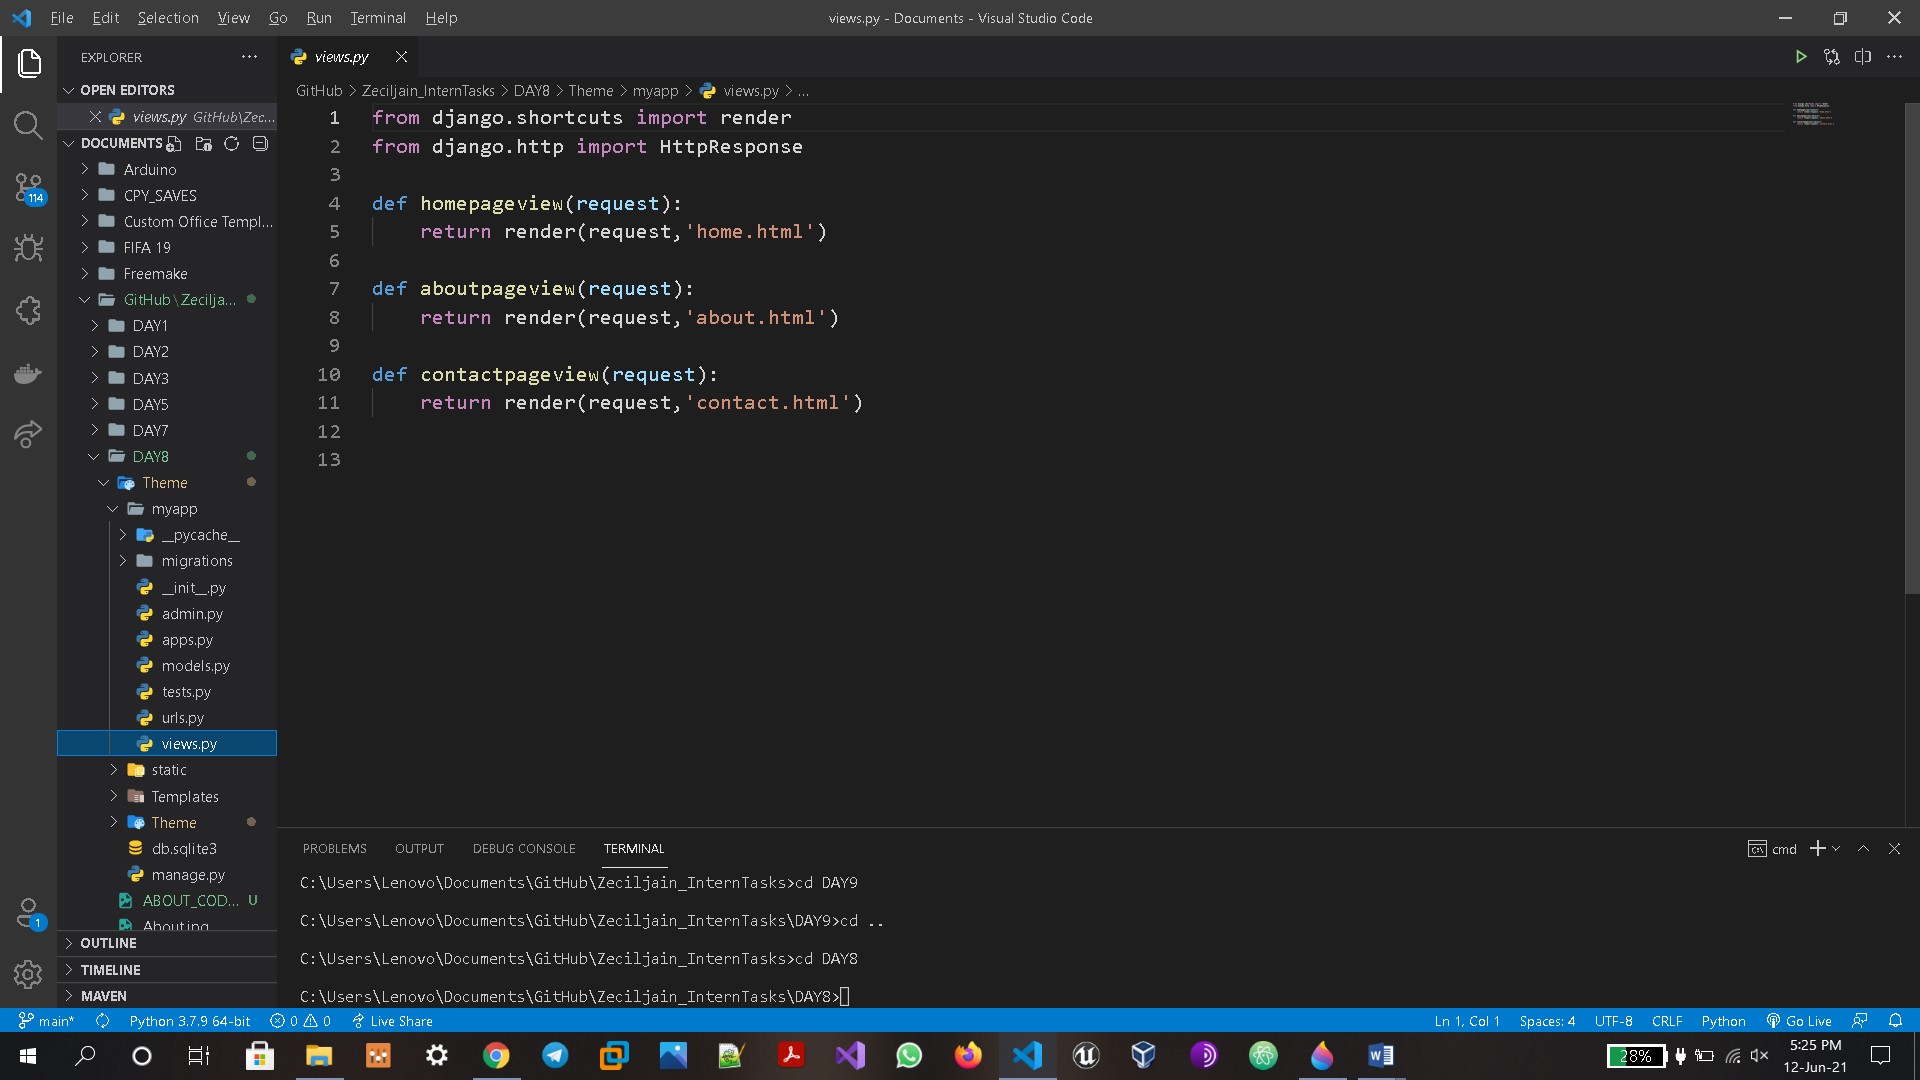 File Edit Selection View Go Run Terminal Help
views.py - Documents - Visual Studio Code
EXPLORER
OPEN EDITORS
views.py GitHub\Zec...
DOCUMENTS
Arduino
CPY_SAVES
Custom Office Templ...
FIFA 19
Freemake
GitHub\Zecilja...
DAY1
DAY2
DAY3
DAY5
DAY7
DAY8
Theme
myapp
__pycache__
migrations
__init__.py
admin.py
apps.py
models.py
tests.py
urls.py
views.py
static
Templates
Theme
db.sqlite3
manage.py
ABOUT_COD... U
Abouting
OUTLINE
TIMELINE
MAVEN
114
1
views.py
GitHub > Zeciljain_InternTasks > DAY8 > Theme > myapp > views.py > ...
1 from django.shortcuts import render
2 from django.http import HttpResponse
3
4 def homepageview(request):
5 return render(request,'home.html')
6
7 def aboutpageview(request):
8 return render(request,'about.html')
9
10 def contactpageview(request):
11 return render(request,'contact.html')
12
13
PROBLEMS OUTPUT DEBUG CONSOLE TERMINAL
cmd
C:\Users\Lenovo\Documents\GitHub\Zeciljain_InternTasks>cd DAY9
C:\Users\Lenovo\Documents\GitHub\Zeciljain_InternTasks\DAY9>cd ..
C:\Users\Lenovo\Documents\GitHub\Zeciljain_InternTasks>cd DAY8
C:\Users\Lenovo\Documents\GitHub\Zeciljain_InternTasks\DAY8>
main* Python 3.7.9 64-bit 0 0 Live Share
Ln 1, Col 1 Spaces: 4 UTF-8 CRLF Python Go Live
28%
5:25 PM
12-Jun-21